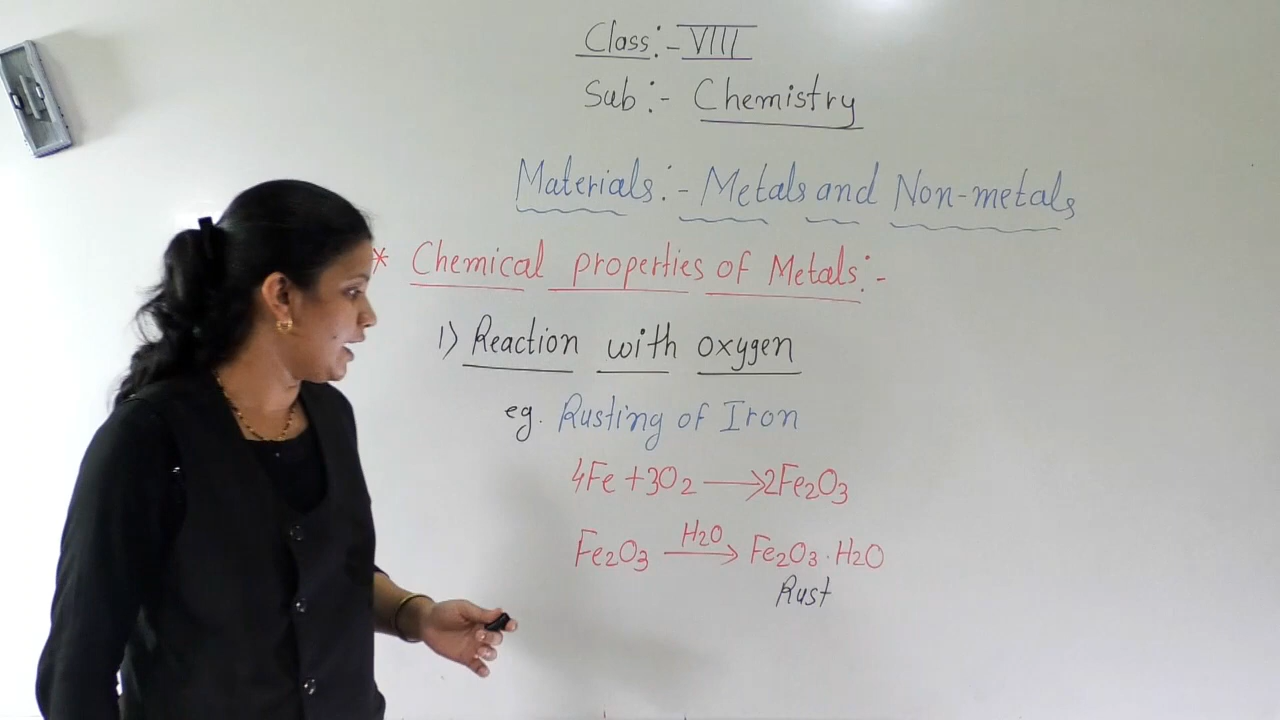 Class:- VIII
Sub:- Chemistry
Materials:- Metals and Non-metals
* Chemical properties of Metals:-
1) Reaction with oxygen
eg. Rusting of Iron
4Fe + 3O2 ⟶ 2Fe2O3
H2O
Fe2O3 ⟶ Fe2O3·H2O
Rust